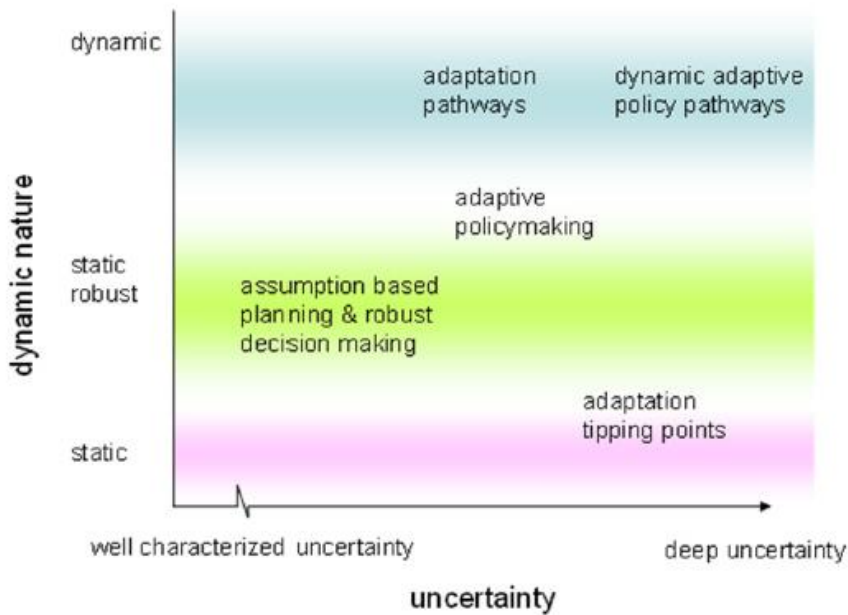 dynamic
adaptation
pathways
dynamic adaptive
policy pathways
adaptive
policymaking
dynamic nature
static
robust
assumption based
planning & robust
decision making
adaptation
tipping points
static
well characterized uncertainty
deep uncertainty
uncertainty